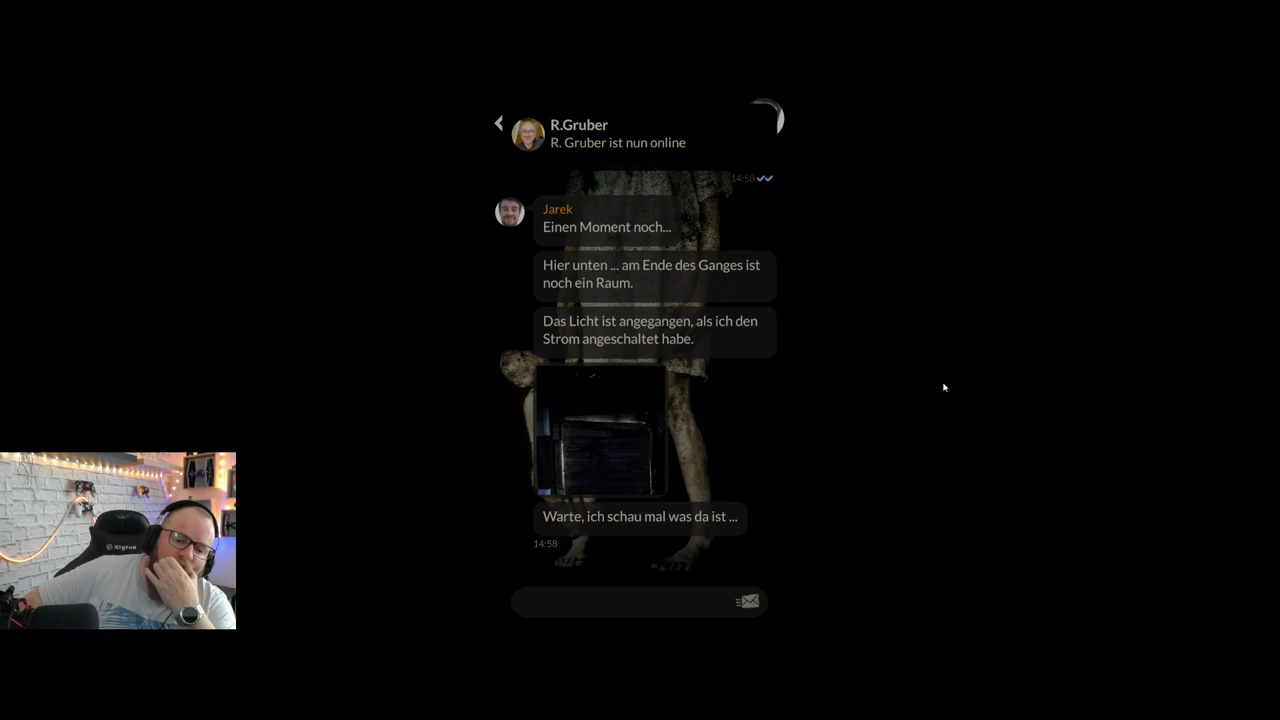 R.Gruber
R. Gruber ist nun online
14:58
Jarek
Einen Moment noch...
Hier unten ... am Ende des Ganges ist
noch ein Raum.
Das Licht ist angegangen, als ich den
Strom angeschaltet habe.
Warte, ich schau mal was da ist ...
14:58